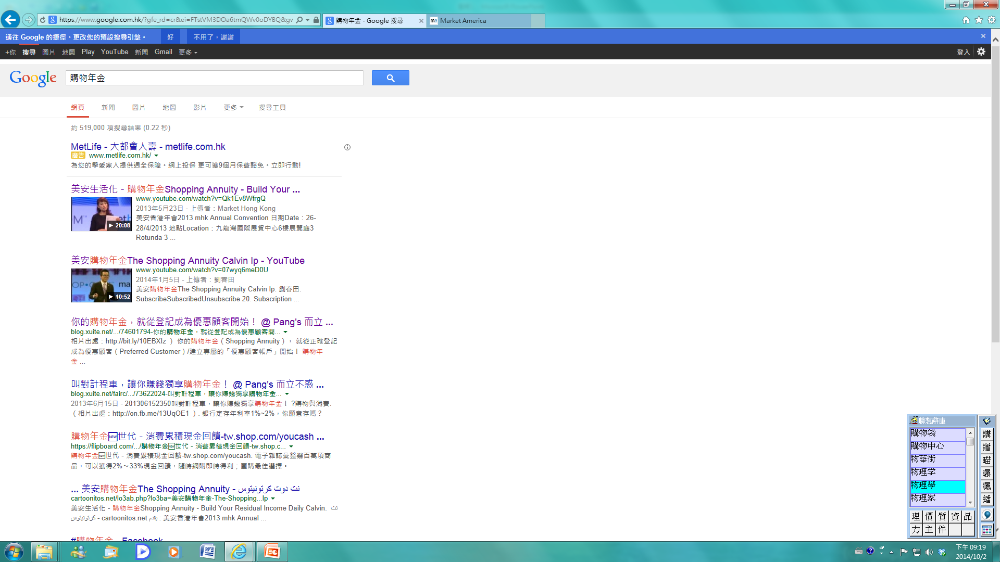 https://www.google.com.hk/?gfe_rd=cr&ei=FTstVM3DOa6tmQWv0oDYBQ&gw
購物年金 - Google 搜尋
ma Market America
通往 Google 的捷徑。更改您的預設搜尋引擎。 好 不用了，謝謝
+你 搜尋 圖片 地圖 Play YouTube 新聞 Gmail 更多 登入
Google 購物年金
網頁 新聞 圖片 地圖 影片 更多 搜尋工具
約 519,000 項搜尋結果 (0.22 秒)
MetLife - 大都會人壽 - metlife.com.hk
廣告 www.metlife.com.hk/
為您的摯愛家人提供週全保障。網上投保 更可獲9個月保費豁免。立即行動!
美安生活化 - 購物年金Shopping Annuity - Build Your ...
www.youtube.com/watch?v=Qk1Ev8WfrgQ
2013年5月23日 - 上傳者：Market Hong Kong
美安香港年會2013 mhk Annual Convention 日期Date：26-
28/4/2013 地點Location：九龍灣國際展貿中心6樓展覽廳3
Rotunda 3 ...
20:08
美安購物年金The Shopping Annuity Calvin Ip - YouTube
www.youtube.com/watch?v=07wyq6meD0U
2014年1月5日 - 上傳者：劉春田
美安購物年金The Shopping Annuity Calvin Ip. 劉春田.
SubscribeSubscribedUnsubscribe 20. Subscription ...
10:52
你的購物年金，就從登記成為優惠顧客開始！ @ Pang's 而立 ...
blog.xuite.net/.../74601794-你的購物年金，就從登記成為優惠顧客開...
相片出處：http://bit.ly/10EBXIz ） 你的購物年金（Shopping Annuity）， 就從正確登記
成為優惠顧客（Preferred Customer）/建立專屬的「優惠顧客帳戶」開始！ 購物年
金 ...
叫對計程車，讓你賺錢獨享購物年金！ @ Pang's 而立不惑 ...
blog.xuite.net/fairc/.../73622024-叫對計程車，讓你賺錢獨享購物年金...
2013年6月15日 - 201306152350叫對計程車，讓你賺錢獨享購物年金！ ?購物與消費.
（相片出處：http://on.fb.me/13UqOE1 ）. 銀行定存年利率1%~2%，你願意存嗎？
購物年金🆕世代 - 消費累積現金回饋-tw.shop.com/youcash ...
https://flipboard.com/.../購物年金🆕世代 - 消費累積現金回饋-tw.shop.c...
購物年金🆕世代 - 消費累積現金回饋-tw.shop.com/youcash. 電子雜誌彙整幾百萬項商
品，可以獲得2%～33%現金回饋，隨時網購即時得利；團購最佳選擇。
... 美安購物年金The Shopping Annuity - نت دوت كرتونيتوس
cartoonitos.net/lo3ab.php?lo3ba=美安購物年金-The-Shopping...Ip
美安生活化 - 購物年金Shopping Annuity - Build Your Residual Income Daily Calvin. نت
كرتونيتوس - cartoonitos.net يقدم : 美安香港年會2013 mhk Annual ...
#購物年金 - Facebook
聯想辭庫
購物袋
購物中心
物華街
物理学
物理學
物理家
理 價 質 資 品
力 主 件
購
贈
瞄
矚
矚
蟠
下午 09:19
2014/10/2